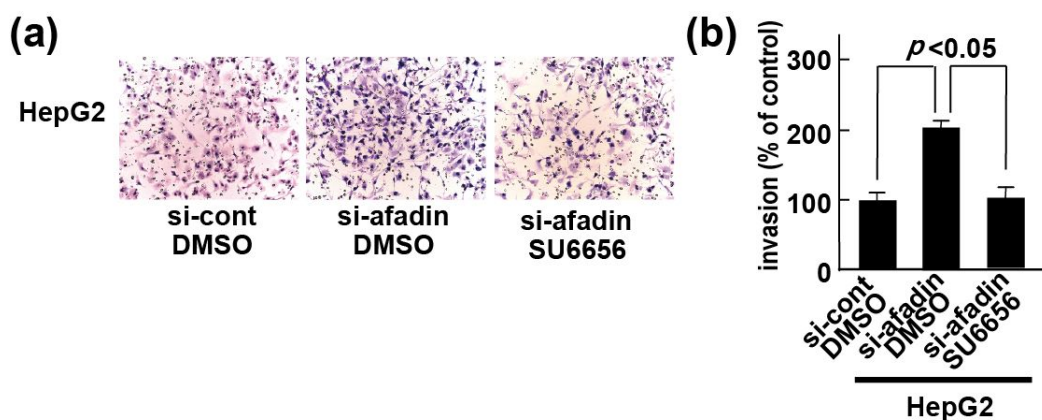 (a)
HepG2
si-cont
DMSO
si-afadin
DMSO
si-afadin
SU6656
(b)
invasion (% of control)
300
200
100
0
p<0.05
si-cont
DMSO
si-afadin
DMSO
si-afadin
SU6656
HepG2